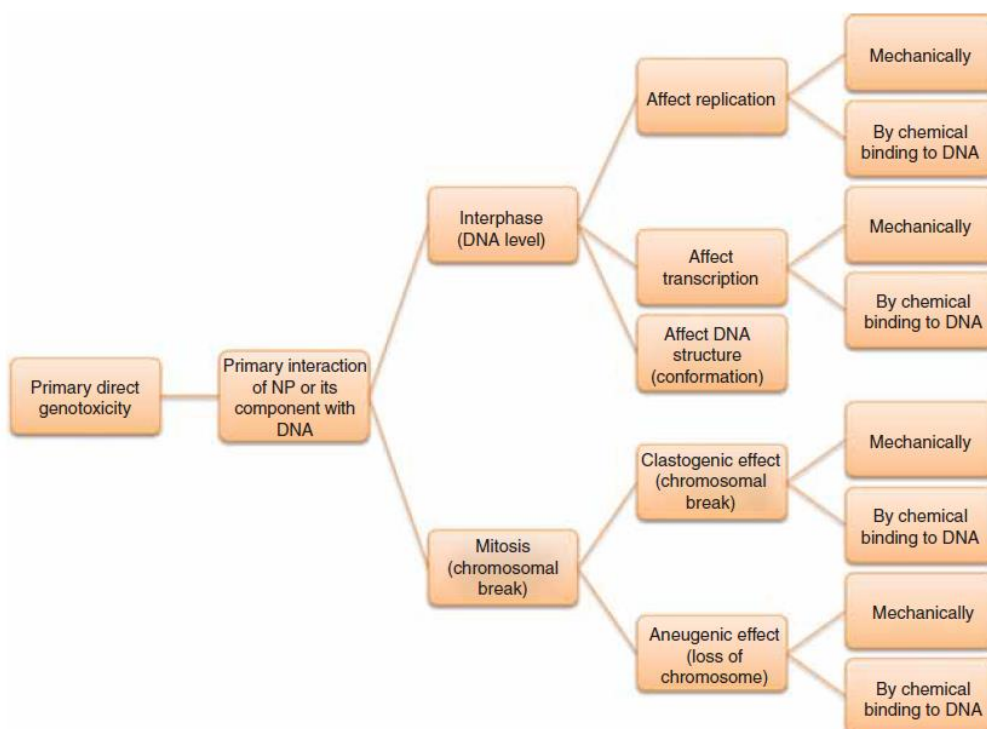 Primary direct
genotoxicity
Primary interaction
of NP or its
component with
DNA
Interphase
(DNA level)
Affect replication
Mechanically
By chemical
binding to DNA
Affect
transcription
Mechanically
By chemical
binding to DNA
Affect DNA
structure
(conformation)
Mitosis
(chromosomal
break)
Clastogenic effect
(chromosomal
break)
Mechanically
By chemical
binding to DNA
Aneugenic effect
(loss of
chromosome)
Mechanically
By chemical
binding to DNA